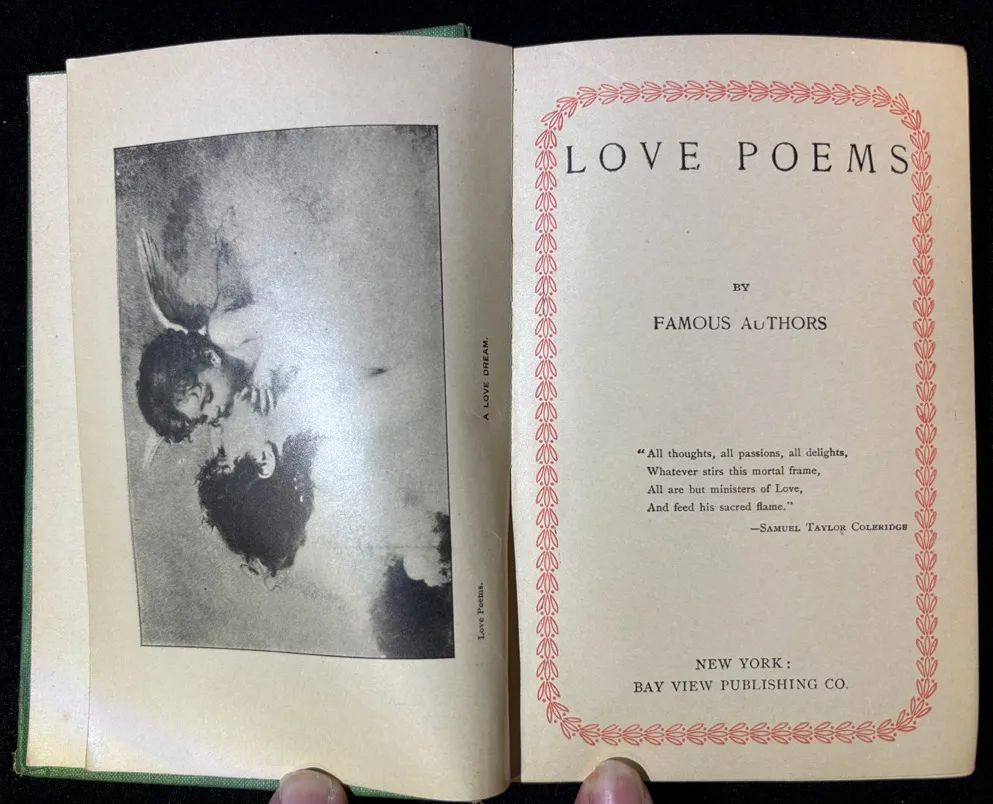 A LOVE DREAM.
Love Poems.
LOVE POEMS
BY
FAMOUS AUTHORS
"All thoughts, all passions, all delights,
Whatever stirs this mortal frame,
All are but ministers of Love,
And feed his sacred flame."
—SAMUEL TAYLOR COLERIDGE
NEW YORK:
BAY VIEW PUBLISHING CO.